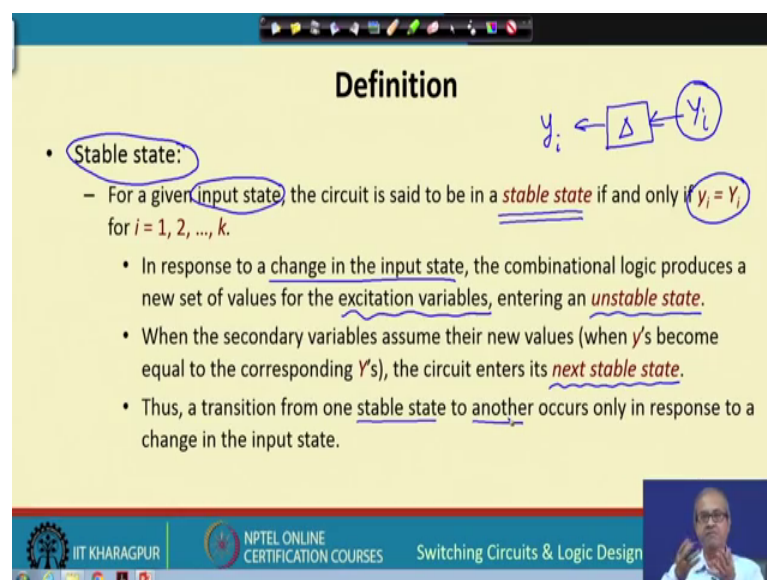 Definition
yᵢ ← Δ ← Yᵢ
• Stable state:
– For a given input state, the circuit is said to be in a stable state if and only if yᵢ = Yᵢ
for i = 1, 2, ..., k.
• In response to a change in the input state, the combinational logic produces a
new set of values for the excitation variables, entering an unstable state.
• When the secondary variables assume their new values (when y's become
equal to the corresponding Y's), the circuit enters its next stable state.
• Thus, a transition from one stable state to another occurs only in response to a
change in the input state.
IIT KHARAGPUR
NPTEL ONLINE
CERTIFICATION COURSES
Switching Circuits & Logic Design